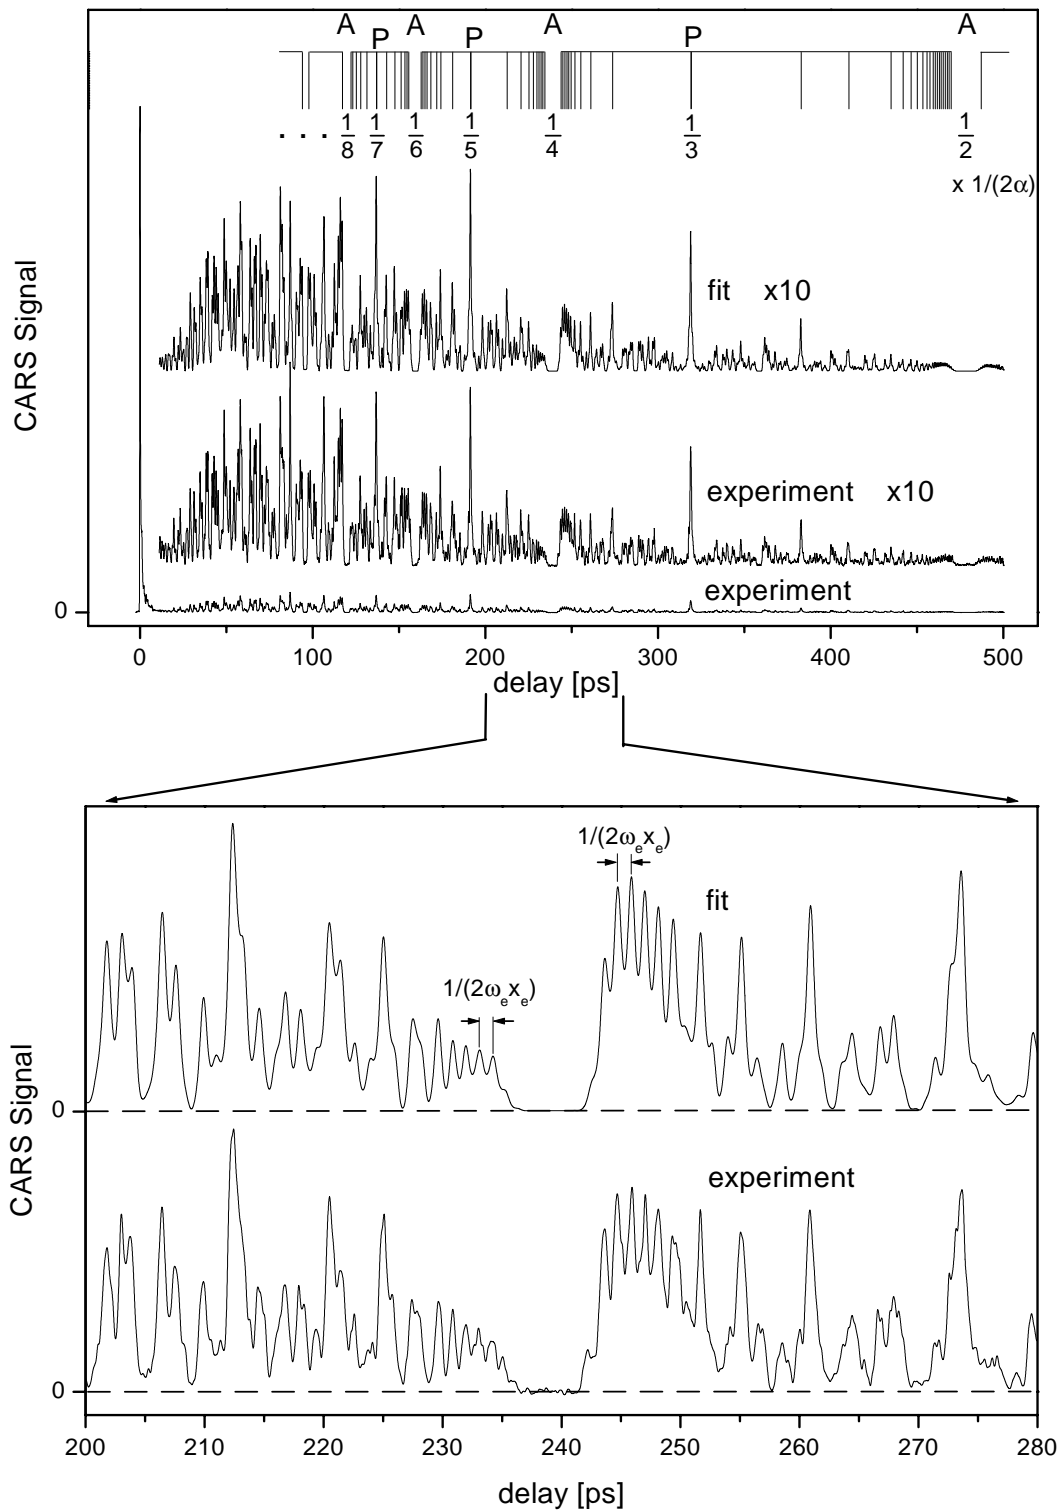 A A A A
P P P
. . . 1/8 1/7 1/6 1/5 1/4 1/3 1/2
x 1/(2α)
CARS Signal
fit x10
experiment x10
experiment
0
0 100 200 300 400 500
delay [ps]
1/(2ωₑxₑ)
fit
1/(2ωₑxₑ)
CARS Signal
0
experiment
0
200 210 220 230 240 250 260 270 280
delay [ps]